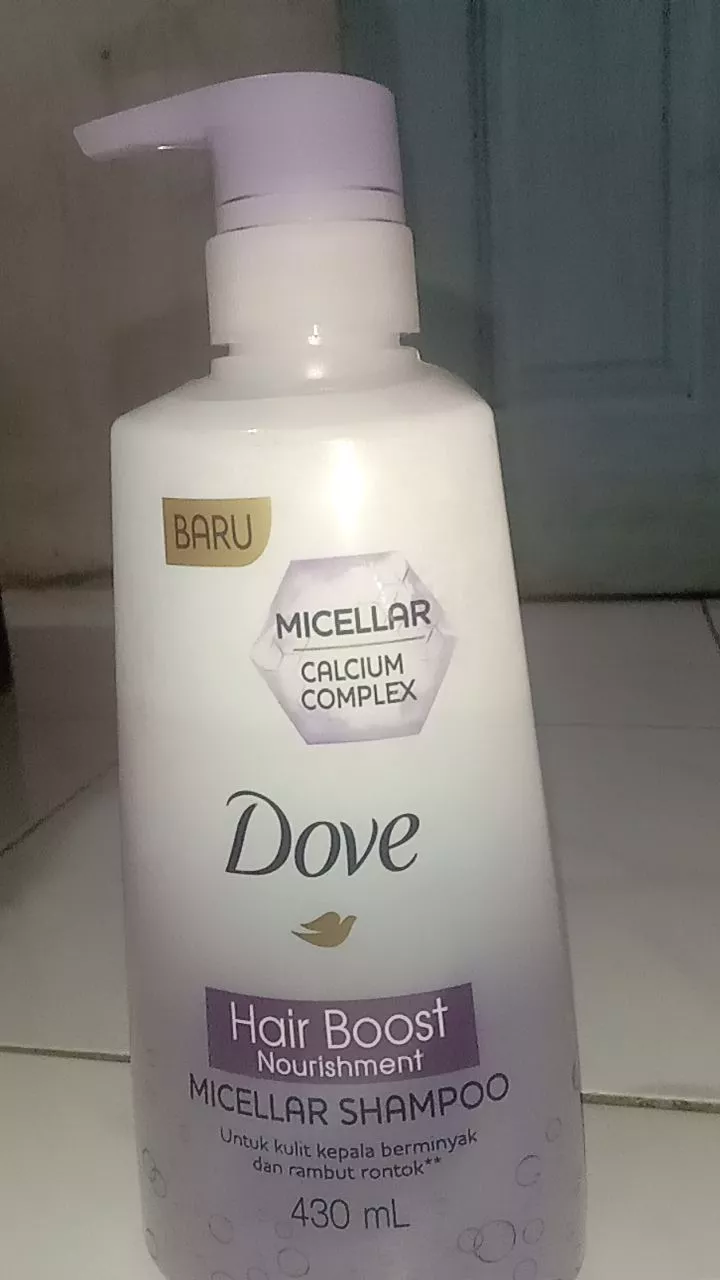 BARU
MICELLAR
CALCIUM
COMPLEX
Dove
Hair Boost
Nourishment
MICELLAR SHAMPOO
Untuk kulit kepala berminyak
dan rambut rontok**
430 mL